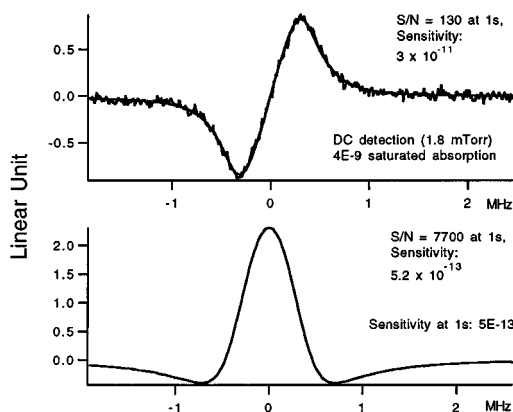 S/N = 130 at 1s,
Sensitivity:
3 x 10^-11
0.5
0.0
-0.5
DC detection (1.8 mTorr)
4E-9 saturated absorption
-1 0 1 2 MHz
Linear Unit
S/N = 7700 at 1s,
Sensitivity:
5.2 x 10^-13
2.0
1.5
1.0
0.5
0.0
Sensitivity at 1s: 5E-13
-1 0 1 2 MHz